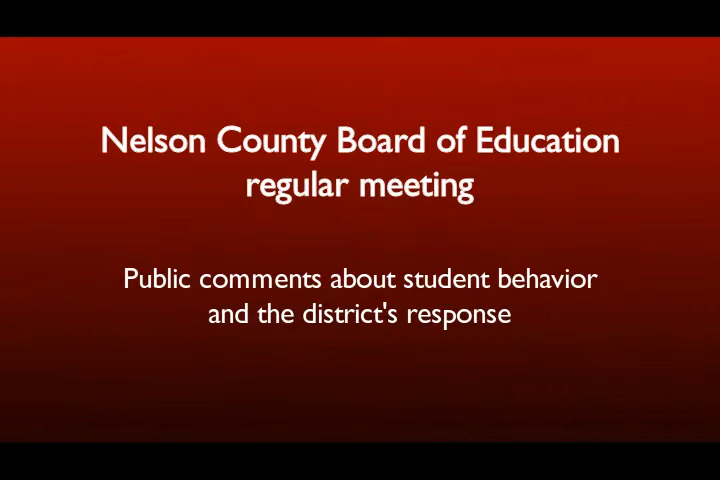 Nelson County Board of Education
regular meeting
Public comments about student behavior
and the district's response